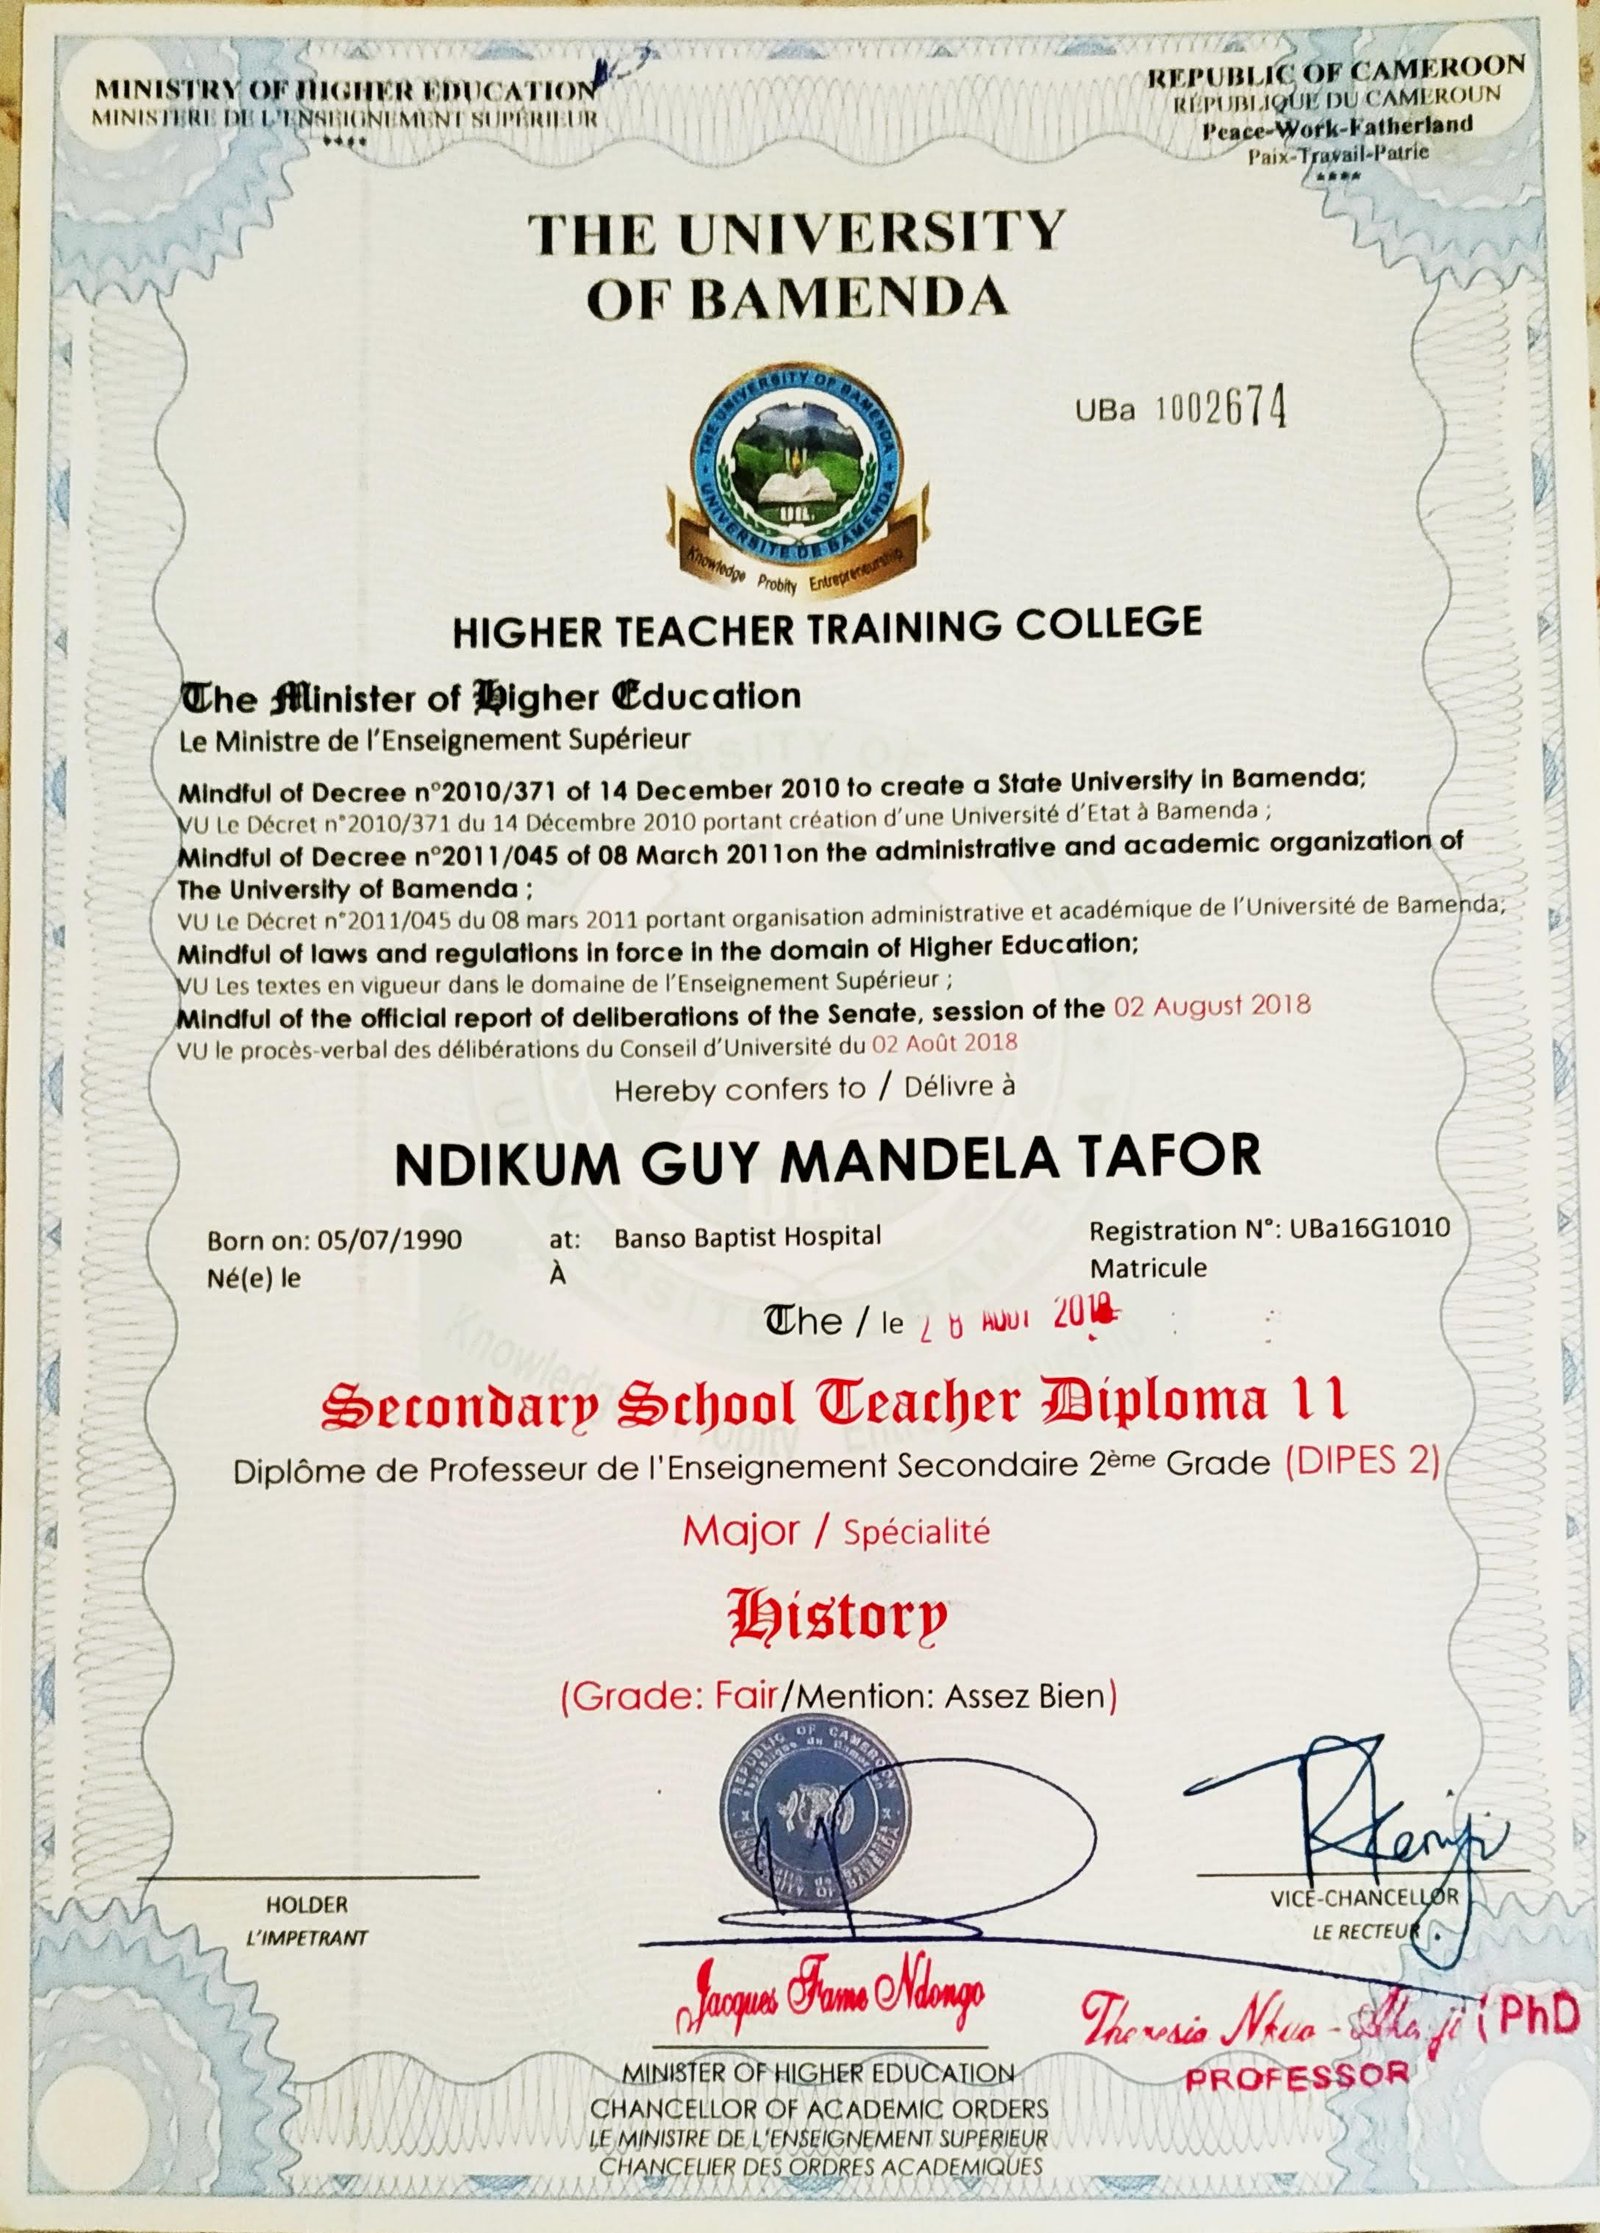 MINISTRY OF HIGHER EDUCATION
MINISTERE DE L'ENSEIGNEMENT SUPÉRIEUR
****
REPUBLIC OF CAMEROON
RÉPUBLIQUE DU CAMEROUN
Peace-Work-Fatherland
Paix-Travail-Patrie
****
THE UNIVERSITY
OF BAMENDA
UBa 1002674
THE UNIVERSITY OF BAMENDA
UNIVERSITE DE BAMENDA
Knowledge Probity Entrepreneurship
HIGHER TEACHER TRAINING COLLEGE
The Minister of Higher Education
Le Ministre de l'Enseignement Supérieur
Mindful of Decree n°2010/371 of 14 December 2010 to create a State University in Bamenda;
VU Le Décret n°2010/371 du 14 Décembre 2010 portant création d'une Université d'Etat à Bamenda ;
Mindful of Decree n°2011/045 of 08 March 2011on the administrative and academic organization of
The University of Bamenda ;
VU Le Décret n°2011/045 du 08 mars 2011 portant organisation administrative et académique de l'Université de Bamenda;
Mindful of laws and regulations in force in the domain of Higher Education;
VU Les textes en vigueur dans le domaine de l'Enseignement Supérieur ;
Mindful of the official report of deliberations of the Senate, session of the 02 August 2018
VU le procès-verbal des délibérations du Conseil d'Université du 02 Août 2018
Hereby confers to / Délivre à
NDIKUM GUY MANDELA TAFOR
Born on: 05/07/1990 at: Banso Baptist Hospital Registration N°: UBa16G1010
Né(e) le À Matricule
The / le
Secondary School Teacher Diploma 11
Diplôme de Professeur de l'Enseignement Secondaire 2ème Grade (DIPES 2)
Major / Spécialité
History
(Grade: Fair/Mention: Assez Bien)
REPUBLIC OF CAMEROON
HOLDER
L'IMPETRANT
VICE-CHANCELLOR
LE RECTEUR
Jacques Fame Ndongo
PhD
PROFESSOR
MINISTER OF HIGHER EDUCATION
CHANCELLOR OF ACADEMIC ORDERS
LE MINISTRE DE L'ENSEIGNEMENT SUPERIEUR
CHANCELIER DES ORDRES ACADEMIQUES